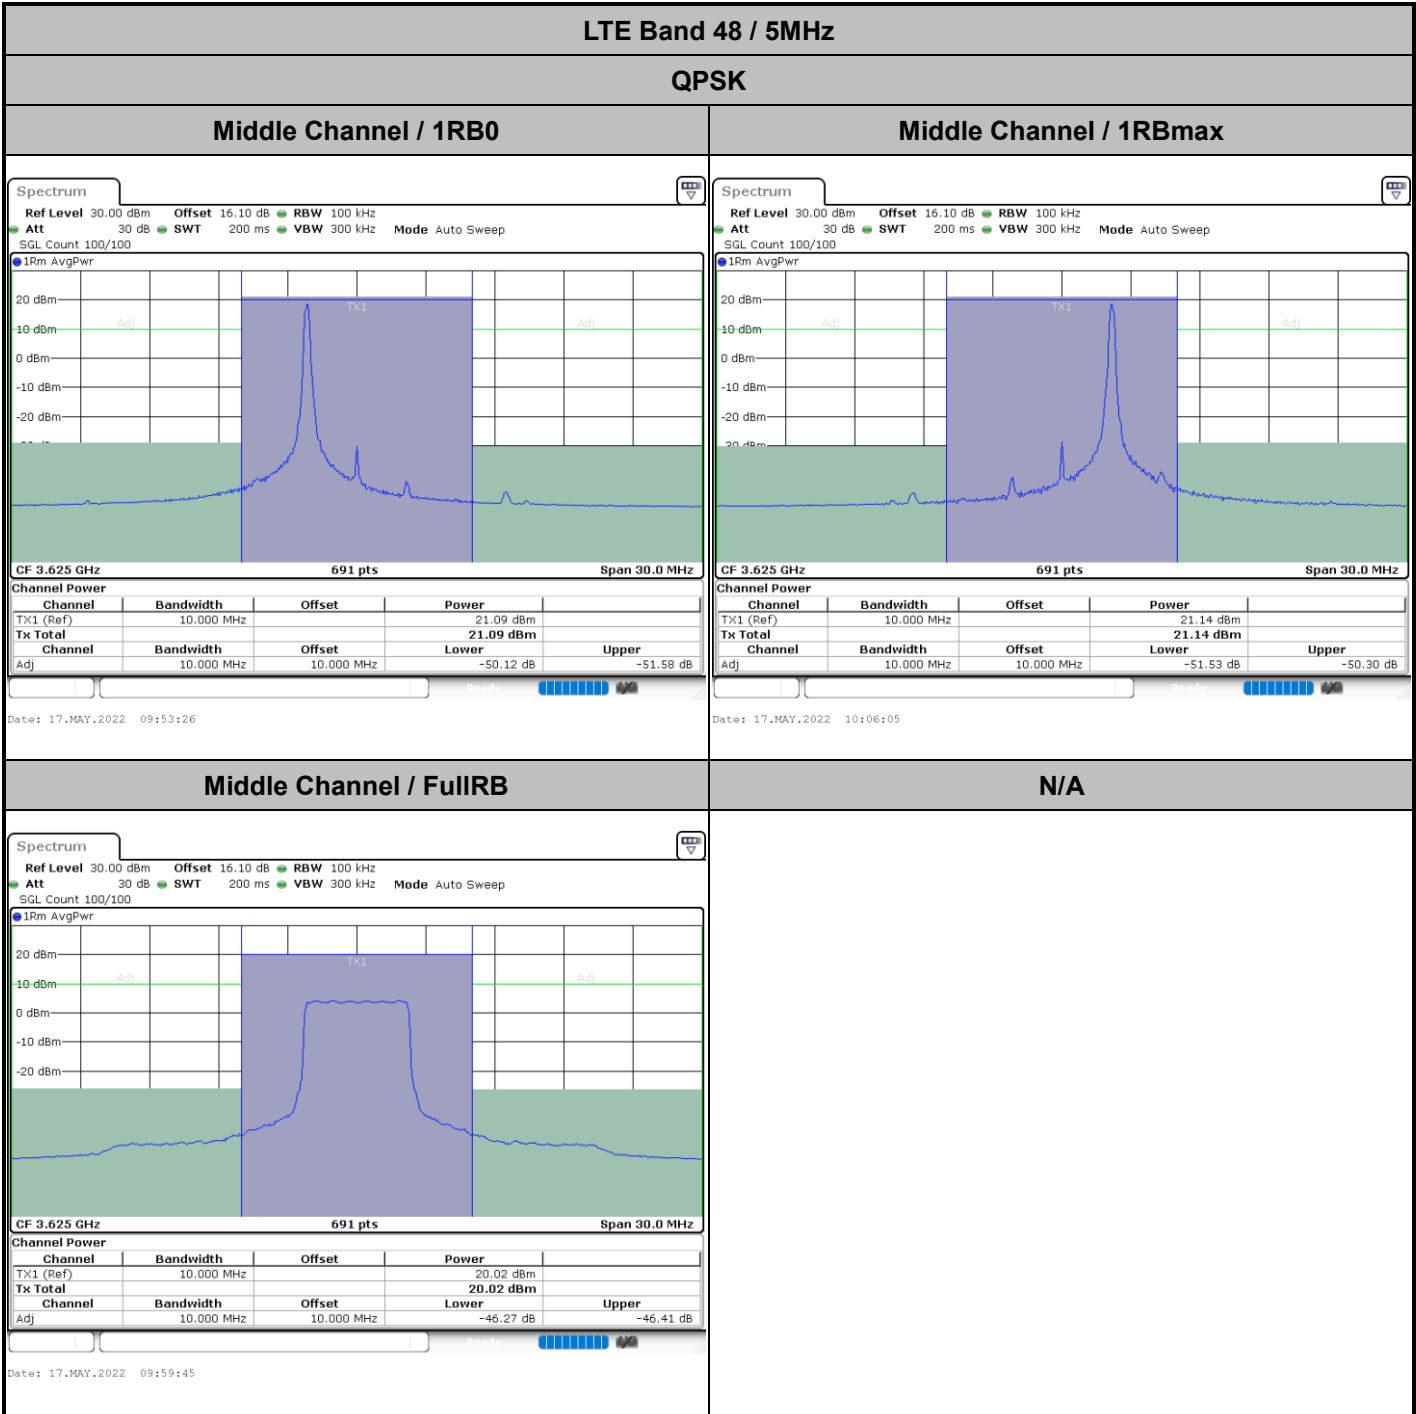 LTE Band 48 / 5MHz
QPSK
Middle Channel / 1RB0
Middle Channel / 1RBmax
Spectrum
Ref Level 30.00 dBm Offset 16.10 dB RBW 100 kHz
Att 30 dB SWT 200 ms VBW 300 kHz Mode Auto Sweep
SGL Count 100/100
1Rm AvgPwr
TX1
Adj
Adj
20 dBm
10 dBm
0 dBm
-10 dBm
-20 dBm
CF 3.625 GHz 691 pts Span 30.0 MHz
Channel Power
Channel Bandwidth Offset Power
TX1 (Ref) 10.000 MHz 21.09 dBm
Tx Total 21.09 dBm
Channel Bandwidth Offset Lower Upper
Adj 10.000 MHz 10.000 MHz -50.12 dB -51.58 dB
Ready
Date: 17.MAY.2022 09:53:26
Spectrum
Ref Level 30.00 dBm Offset 16.10 dB RBW 100 kHz
Att 30 dB SWT 200 ms VBW 300 kHz Mode Auto Sweep
SGL Count 100/100
1Rm AvgPwr
TX1
Adj
Adj
20 dBm
10 dBm
0 dBm
-10 dBm
-20 dBm
-30 dBm
CF 3.625 GHz 691 pts Span 30.0 MHz
Channel Power
Channel Bandwidth Offset Power
TX1 (Ref) 10.000 MHz 21.14 dBm
Tx Total 21.14 dBm
Channel Bandwidth Offset Lower Upper
Adj 10.000 MHz 10.000 MHz -51.53 dB -50.30 dB
Ready
Date: 17.MAY.2022 10:06:05
Middle Channel / FullRB
N/A
Spectrum
Ref Level 30.00 dBm Offset 16.10 dB RBW 100 kHz
Att 30 dB SWT 200 ms VBW 300 kHz Mode Auto Sweep
SGL Count 100/100
1Rm AvgPwr
TX1
Adj
Adj
20 dBm
10 dBm
0 dBm
-10 dBm
-20 dBm
CF 3.625 GHz 691 pts Span 30.0 MHz
Channel Power
Channel Bandwidth Offset Power
TX1 (Ref) 10.000 MHz 20.02 dBm
Tx Total 20.02 dBm
Channel Bandwidth Offset Lower Upper
Adj 10.000 MHz 10.000 MHz -46.27 dB -46.41 dB
Ready
Date: 17.MAY.2022 09:59:45